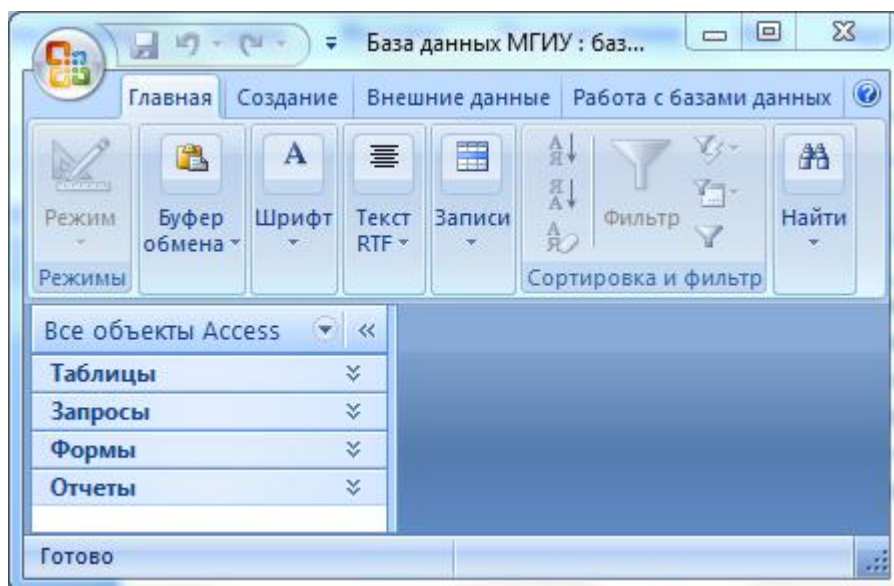 База данных МГИУ : баз...
Главная Создание Внешние данные Работа с базами данных
Режим
Буфер
обмена
Шрифт
Текст
RTF
Записи
Фильтр
Найти
Режимы
Сортировка и фильтр
Все объекты Access
Таблицы
Запросы
Формы
Отчеты
Готово